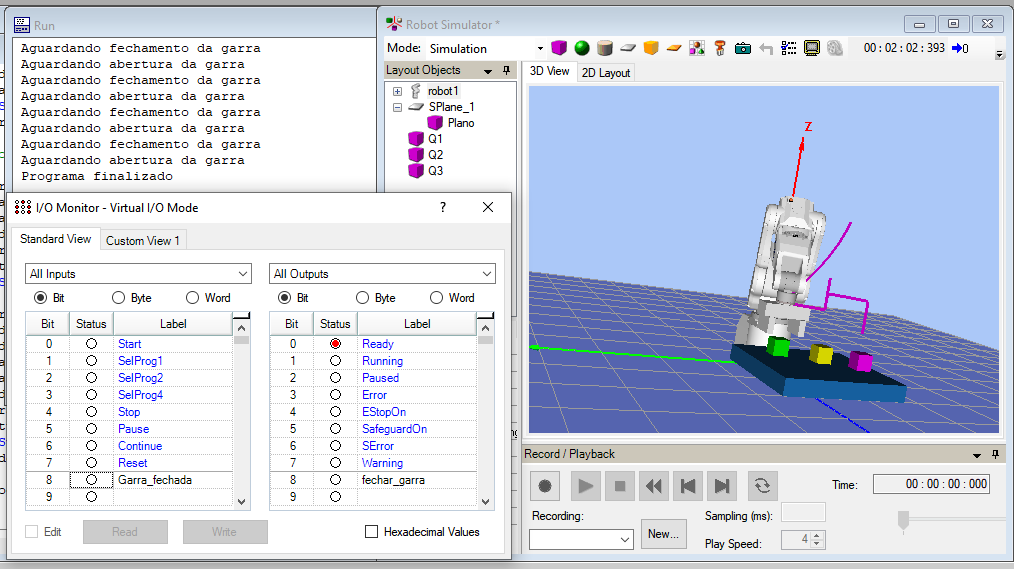 Run
Aguardando fechamento da garra
Aguardando abertura da garra
Aguardando fechamento da garra
Aguardando abertura da garra
Aguardando fechamento da garra
Aguardando abertura da garra
Aguardando fechamento da garra
Aguardando abertura da garra
Programa finalizado
Robot Simulator *
Mode: Simulation
00:02:02:393
0
Layout Objects
robot1
SPlane_1
Plano
Q1
Q2
Q3
3D View 2D Layout
Z
I/O Monitor - Virtual I/O Mode
? 
Standard View Custom View 1
All Inputs
Bit Byte Word
Bit Status Label
0 Start
1 SelProg1
2 SelProg2
3 SelProg4
4 Stop
5 Pause
6 Continue
7 Reset
8 Garra_fechada
9
All Outputs
Bit Byte Word
Bit Status Label
0 Ready
1 Running
2 Paused
3 Error
4 EStopOn
5 SafeguardOn
6 SError
7 Warning
8 fechar_garra
9
Edit Read Write
Hexadecimal Values
Record / Playback
Time: 00:00:00:000
Recording:
New...
Sampling (ms):
Play Speed: 4